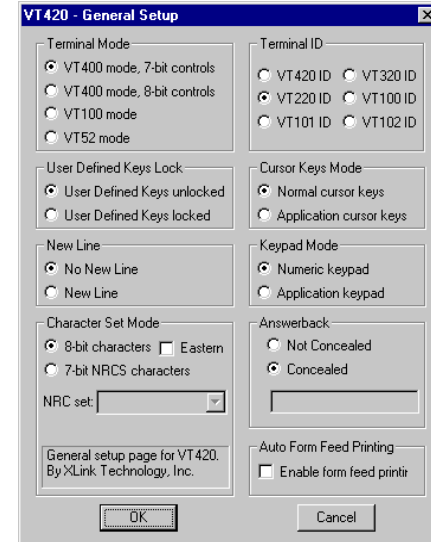 VT420 - General Setup
Terminal Mode
VT400 mode, 7-bit controls
VT400 mode, 8-bit controls
VT100 mode
VT52 mode
Terminal ID
VT420 ID VT320 ID
VT220 ID VT100 ID
VT101 ID VT102 ID
User Defined Keys Lock
User Defined Keys unlocked
User Defined Keys locked
Cursor Keys Mode
Normal cursor keys
Application cursor keys
New Line
No New Line
New Line
Keypad Mode
Numeric keypad
Application keypad
Character Set Mode
8-bit characters Eastern
7-bit NRCS characters
NRC set:
General setup page for VT420.
By XLink Technology, Inc.
Answerback
Not Concealed
Concealed
Auto Form Feed Printing
Enable form feed printir
OK
Cancel